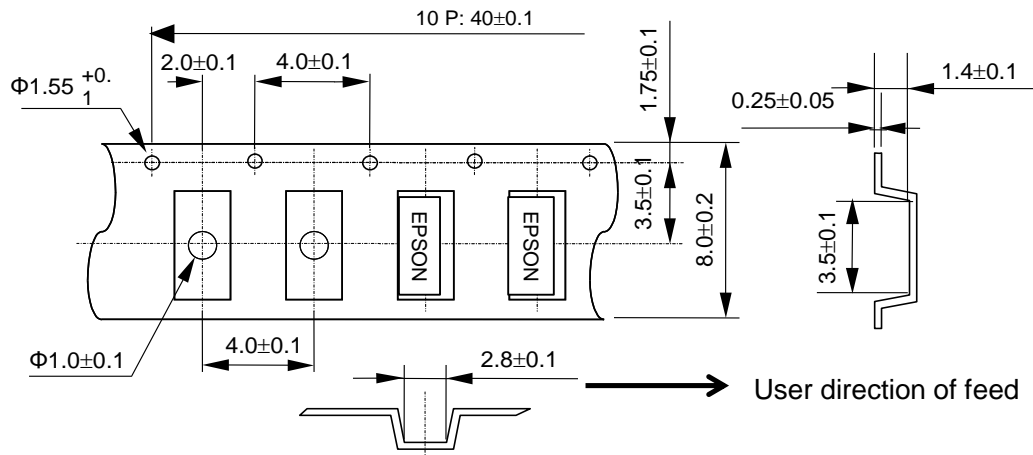 10 P: 40±0.1
2.0±0.1
4.0±0.1
1.75±0.1
1.4±0.1
Φ1.55 +0.
1
0.25±0.05
3.5±0.1
8.0±0.2
3.5±0.1
EPSON
EPSON
Φ1.0±0.1
4.0±0.1
2.8±0.1
User direction of feed